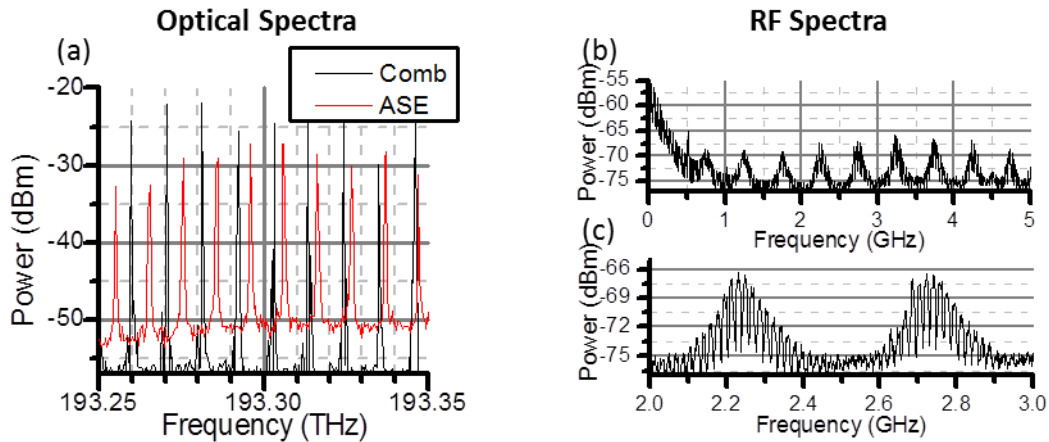 Optical Spectra
(a)
Comb
ASE
-20
-30
-40
-50
Power (dBm)
193.25 193.30 193.35
Frequency (THz)
RF Spectra
(b)
-55
-60
-65
-70
-75
Power (dBm)
0 1 2 3 4 5
Frequency (GHz)
(c)
-66
-69
-72
-75
Power (dBm)
2.0 2.2 2.4 2.6 2.8 3.0
Frequency (GHz)